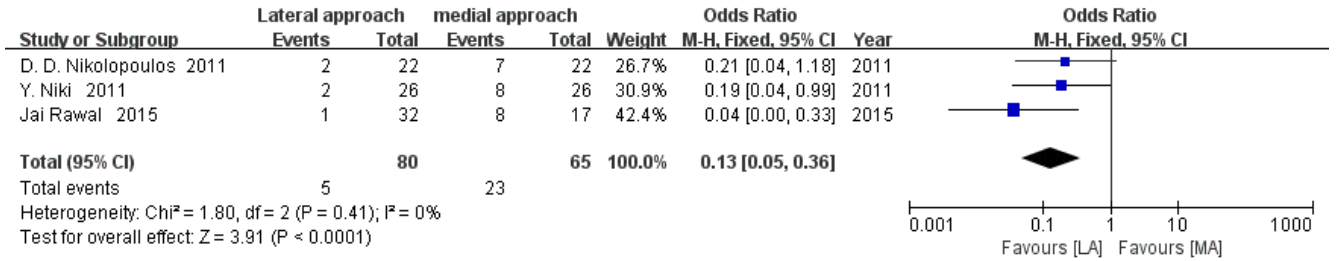 Lateral approach medial approach Odds Ratio Odds Ratio
Study or Subgroup Events Total Events Total Weight M-H, Fixed, 95% CI Year M-H, Fixed, 95% CI
D. D. Nikolopoulos 2011 2 22 7 22 26.7% 0.21 [0.04, 1.18] 2011
Y. Niki 2011 2 26 8 26 30.9% 0.19 [0.04, 0.99] 2011
Jai Rawal 2015 1 32 8 17 42.4% 0.04 [0.00, 0.33] 2015
Total (95% CI) 80 65 100.0% 0.13 [0.05, 0.36]
Total events 5 23
Heterogeneity: Chi² = 1.80, df = 2 (P = 0.41); I² = 0%
Test for overall effect: Z = 3.91 (P < 0.0001)
0.001 0.1 1 10 1000
Favours [LA] Favours [MA]